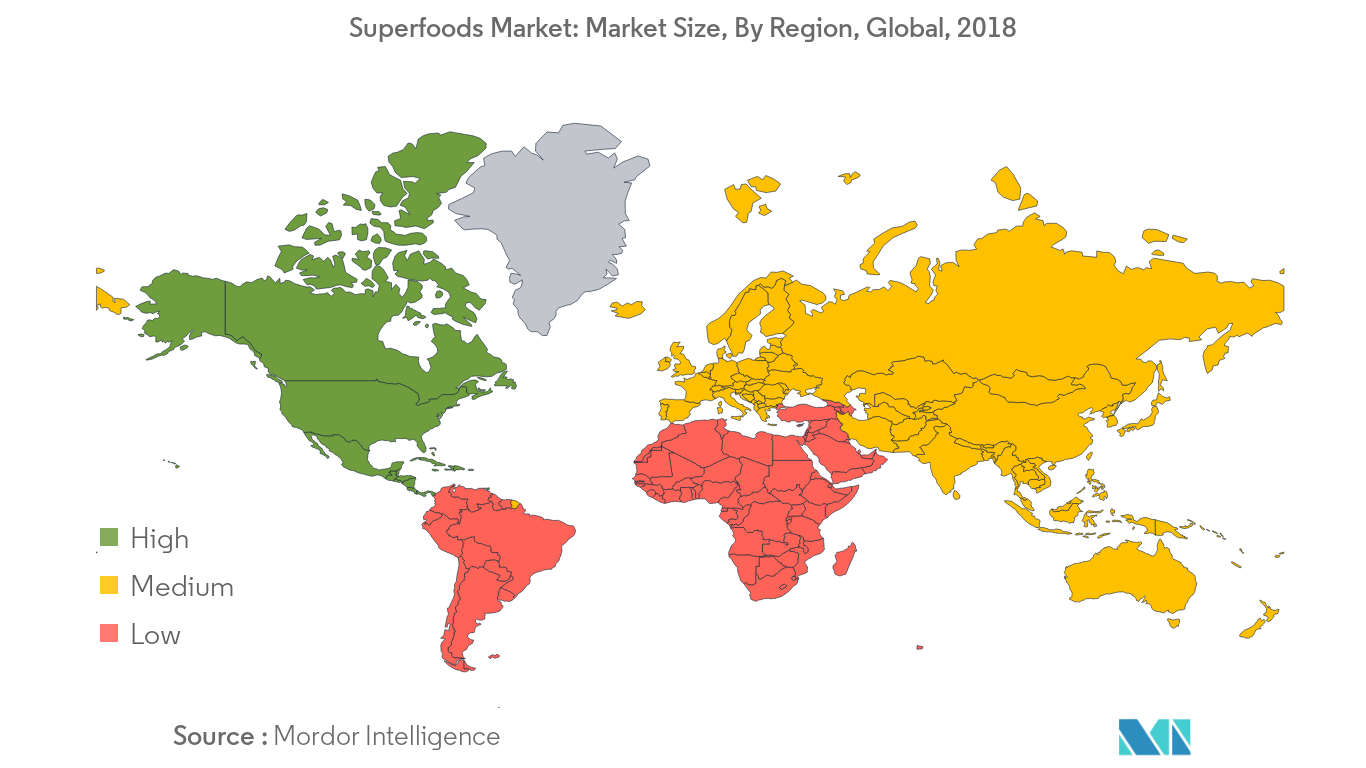 Superfoods Market: Market Size, By Region, Global, 2018
High
Medium
Low
Source : Mordor Intelligence